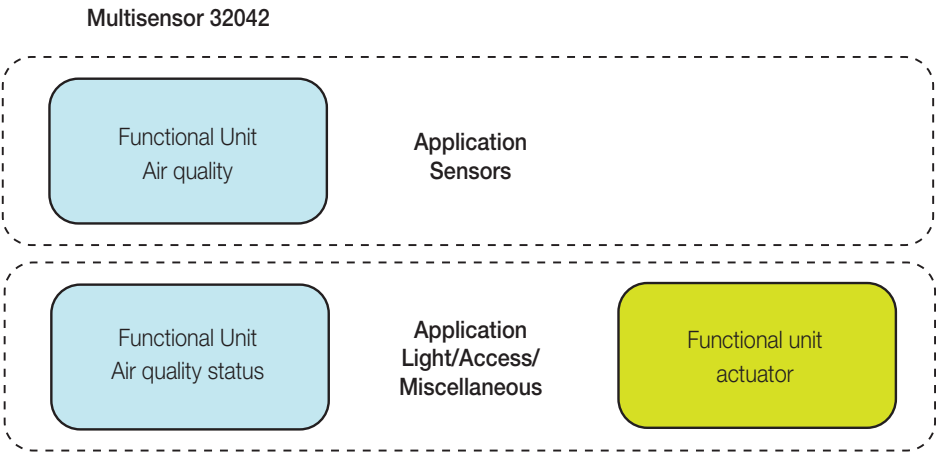 Multisensor 32042
Functional Unit
Air quality
Application
Sensors
Functional Unit
Air quality status
Application
Light/Access/
Miscellaneous
Functional unit
actuator